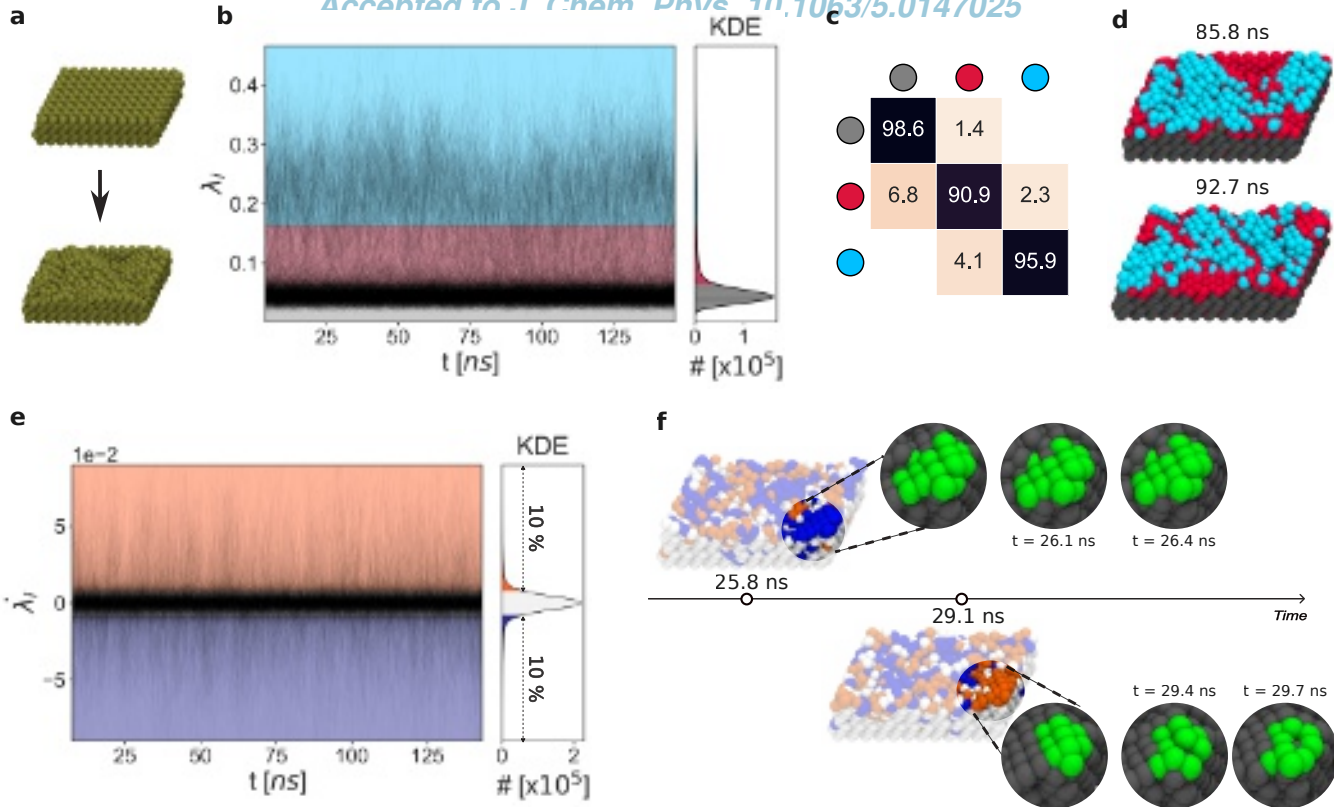 Accepted to J. Chem. Phys. 10.1063/5.0147025
a
b
KDE
λi
0.4
0.3
0.2
0.1
25 50 75 100 125
t [ns]
0 1
# [x10⁵]
c
98.6 1.4
6.8 90.9 2.3
4.1 95.9
d
85.8 ns
92.7 ns
e
1e−2
KDE
λ̇i
5
0
−5
10 %
10 %
25 50 75 100 125
t [ns]
0 2
# [x10⁵]
f
t = 26.1 ns
t = 26.4 ns
25.8 ns
29.1 ns
Time
t = 29.4 ns
t = 29.7 ns